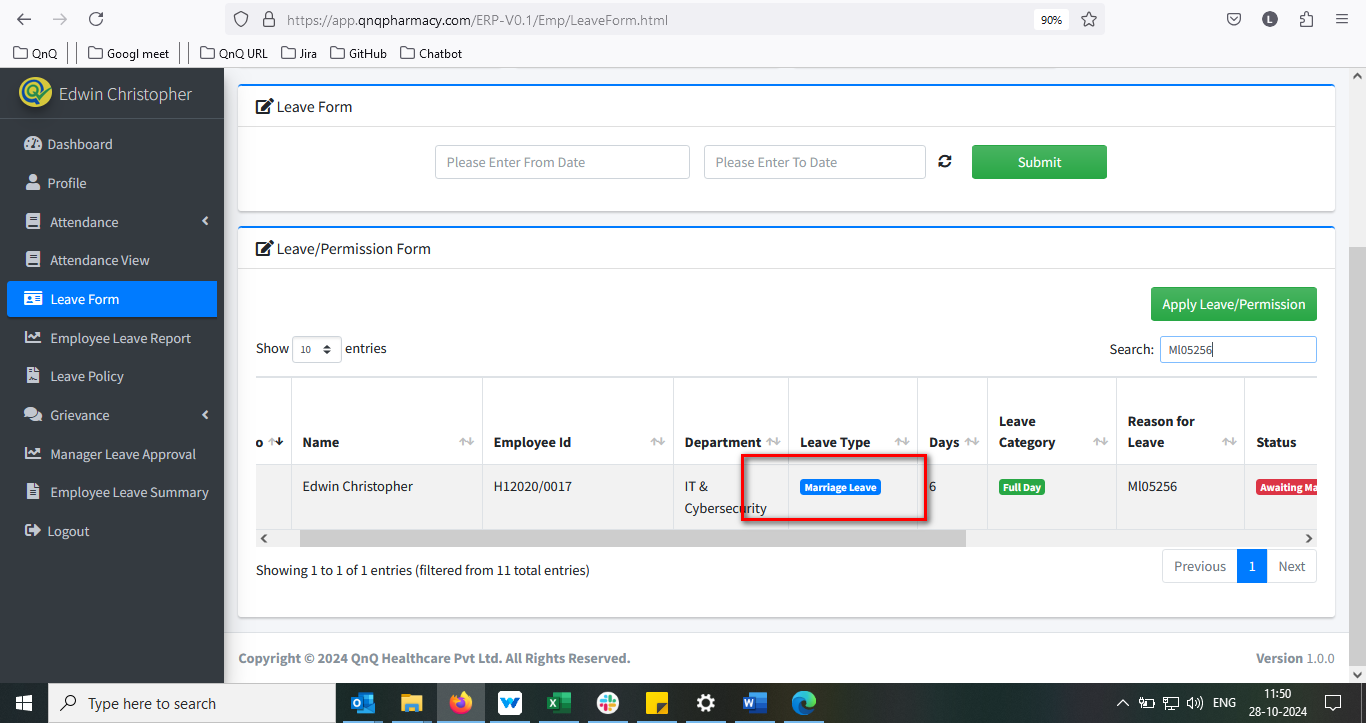 https://app.qnqpharmacy.com/ERP-V0.1/Emp/LeaveForm.html
90%
L
QnQ
Googl meet
QnQ URL
Jira
GitHub
Chatbot
Edwin Christopher
Dashboard
Profile
Attendance
Attendance View
Leave Form
Employee Leave Report
Leave Policy
Grievance
Manager Leave Approval
Employee Leave Summary
Logout
Leave Form
Please Enter From Date
Please Enter To Date
Submit
Leave/Permission Form
Apply Leave/Permission
Show 10 entries
Search: Ml05256
o Name Employee Id Department Leave Type Days Leave Category Reason for Leave Status
Edwin Christopher H12020/0017 IT & Cybersecurity Marriage Leave 6 Full Day Ml05256 Awaiting Ma
Showing 1 to 1 of 1 entries (filtered from 11 total entries)
Previous 1 Next
Copyright © 2024 QnQ Healthcare Pvt Ltd. All Rights Reserved.
Version 1.0.0
Type here to search
ENG
11:50
28-10-2024